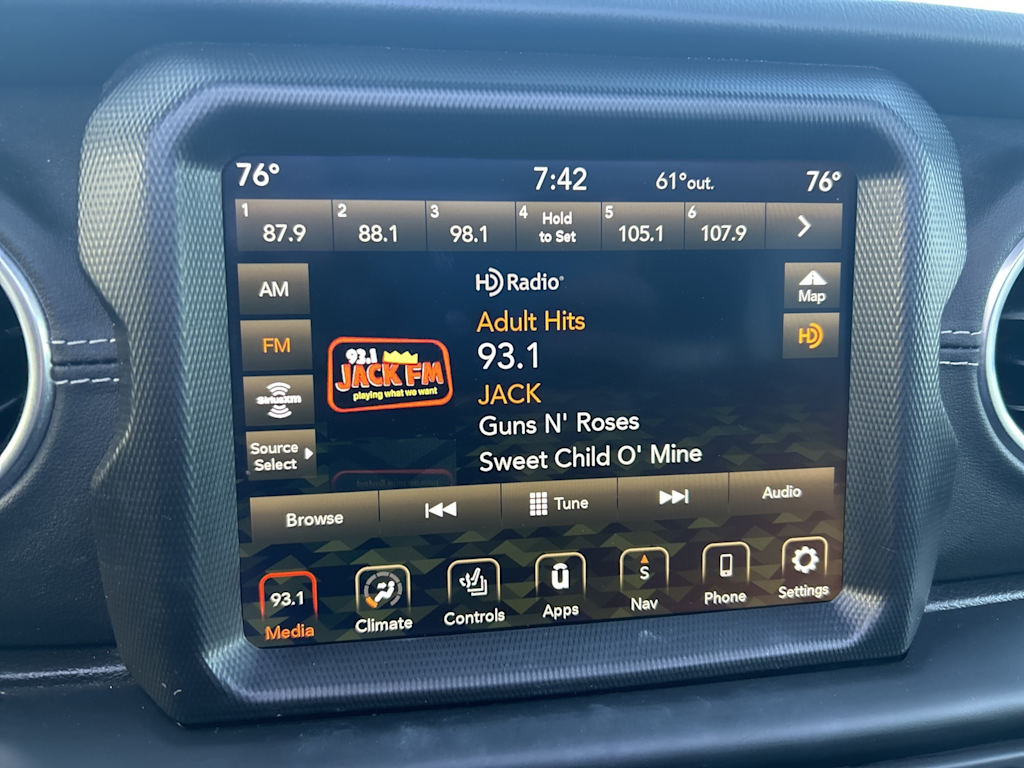 76° 7:42 61°out. 76°
1 87.9 2 88.1 3 98.1 4 Hold to Set 5 105.1 6 107.9
HD Radio®
AM
Map
Adult Hits
FM
HD
93.1
93.1
JACK FM
playing what we want
JACK
SiriusXM
Guns N' Roses
Source
Select
Sweet Child O' Mine
Browse Tune Audio
93.1 S
Media Climate Controls Apps Nav Phone Settings